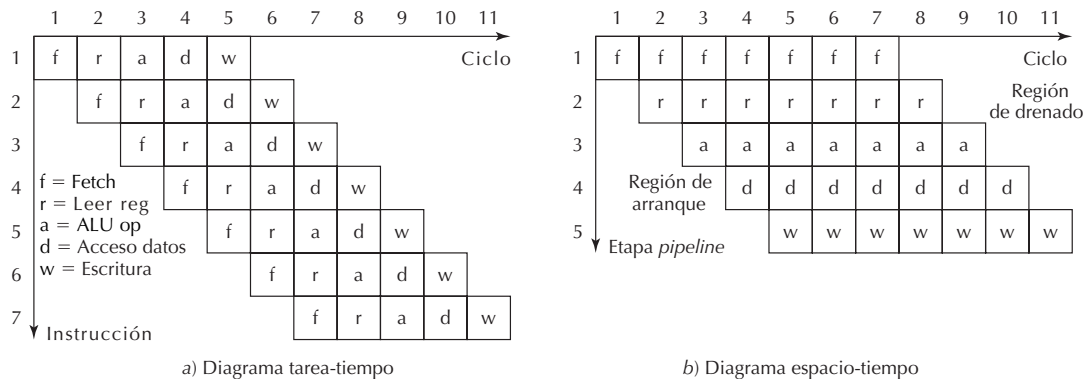 1 2 3 4 5 6 7 8 9 10 11
Ciclo
1 f r a d w
2 f r a d w
3 f r a d w
4 f r a d w
5 f r a d w
6 f r a d w
7 f r a d w
f = Fetch
r = Leer reg
a = ALU op
d = Acceso datos
w = Escritura
Instrucción
a) Diagrama tarea-tiempo
1 2 3 4 5 6 7 8 9 10 11
Ciclo
1 f f f f f f f
2 r r r r r r r
3 a a a a a a a
4 d d d d d d d
5 w w w w w w w
Región
de drenado
Región de
arranque
Etapa pipeline
b) Diagrama espacio-tiempo